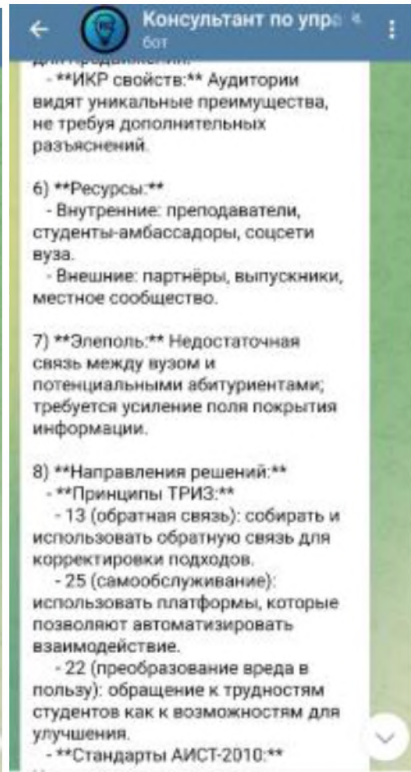 Консультант по упра
бот
для продвижения.
- **ИКР свойств:** Аудитории
видят уникальные преимущества,
не требуя дополнительных
разъяснений.
6) **Ресурсы:**
- Внутренние: преподаватели,
студенты-амбассадоры, соцсети
вуза.
- Внешние: партнёры, выпускники,
местное сообщество.
7) **Элеполь:** Недостаточная
связь между вузом и
потенциальными абитуриентами;
требуется усиление поля покрытия
информации.
8) **Направления решений:**
- **Принципы ТРИЗ:**
- 13 (обратная связь): собирать и
использовать обратную связь для
корректировки подходов.
- 25 (самообслуживание):
использовать платформы, которые
позволяют автоматизировать
взаимодействие.
- 22 (преобразование вреда в
пользу): обращение к трудностям
студентов как к возможностям для
улучшения.
- **Стандарты АИСТ-2010:**